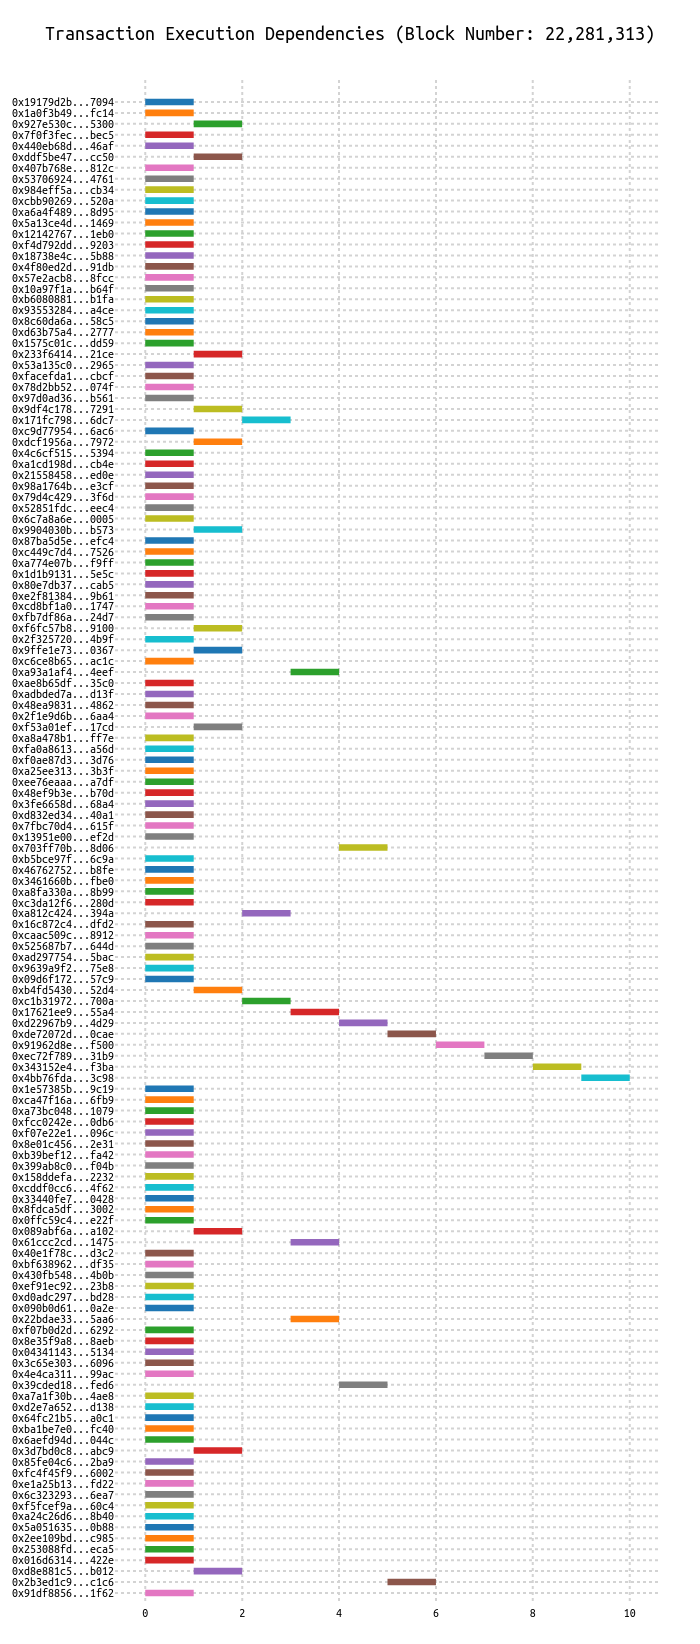 Transaction Execution Dependencies (Block Number: 22,281,313)
0x19179d2b...7094
0x1a0f3b49...fc14
0x927e530c...5300
0x7f0f3fec...bec5
0x440eb68d...46af
0xddf5be47...cc50
0x407b768e...812c
0x53706924...4761
0x984eff5a...cb34
0xcbb90269...520a
0xa6a4f489...8d95
0x5a13ce4d...1469
0x12142767...1eb0
0xf4d792dd...9203
0x18738e4c...5b88
0x4f80ed2d...91db
0x57e2acb8...8fcc
0x10a97f1a...b64f
0xb6080881...b1fa
0x93553284...a4ce
0x8c60da6a...58c5
0xd63b75a4...2777
0x1575c01c...dd59
0x233f6414...21ce
0x53a135c0...2965
0xfacefda1...cbcf
0x78d2bb52...074f
0x97d0ad36...b561
0x9df4c178...7291
0x171fc798...6dc7
0xc9d77954...6ac6
0xdcf1956a...7972
0x4c6cf515...5394
0xa1cd198d...cb4e
0x21558458...ed0e
0x98a1764b...e3cf
0x79d4c429...3f6d
0x52851fdc...eec4
0x6c7a8a6e...0005
0x9904030b...b573
0x87ba5d5e...efc4
0xc449c7d4...7526
0xa774e07b...f9ff
0x1d1b9131...5e5c
0x80e7db37...cab5
0xe2f81384...9b61
0xcd8bf1a0...1747
0xfb7df86a...24d7
0xf6fc57b8...9100
0x2f325720...4b9f
0x9ffe1e73...0367
0xc6ce8b65...ac1c
0xa93a1af4...4eef
0xae8b65df...35c0
0xadbded7a...d13f
0x48ea9831...4862
0x2f1e9d6b...6aa4
0xf53a01ef...17cd
0xa8a478b1...ff7e
0xfa0a8613...a56d
0xf0ae87d3...3d76
0xa25ee313...3b3f
0xee76eaaa...a7df
0x48ef9b3e...b70d
0x3fe6658d...68a4
0xd832ed34...40a1
0x7fbc70d4...615f
0x13951e00...ef2d
0x703ff70b...8d06
0xb5bce97f...6c9a
0x46762752...b8fe
0x3461660b...fbe0
0xa8fa330a...8b99
0xc3da12f6...280d
0xa812c424...394a
0x16c872c4...dfd2
0xcaac509c...8912
0x525687b7...644d
0xad297754...5bac
0x9639a9f2...75e8
0x09d6f172...57c9
0xb4fd5430...52d4
0xc1b31972...700a
0x17621ee9...55a4
0xd22967b9...4d29
0xde72072d...0cae
0x91962d8e...f500
0xec72f789...31b9
0x343152e4...f3ba
0x4bb76fda...3c98
0x1e57385b...9c19
0xca47f16a...6fb9
0xa73bc048...1079
0xfcc0242e...0db6
0xf07e22e1...096c
0x8e01c456...2e31
0xb39bef12...fa42
0x399ab8c0...f04b
0x158ddefa...2232
0xcddf0cc6...4f62
0x33440fe7...0428
0x8fdca5df...3002
0x0ffc59c4...e22f
0x089abf6a...a102
0x61ccc2cd...1475
0x40e1f78c...d3c2
0xbf638962...df35
0x430fb548...4b0b
0xef91ec92...23b8
0xd0adc297...bd28
0x090b0d61...0a2e
0x22bdae33...5aa6
0xf07b0d2d...6292
0x8e35f9a8...8aeb
0x04341143...5134
0x3c65e303...6096
0x4e4ca311...99ac
0x39cded18...fed6
0xa7a1f30b...4ae8
0xd2e7a652...d138
0x64fc21b5...a0c1
0xba1be7e0...fc40
0x6aefd94d...044c
0x3d7bd0c8...abc9
0x85fe04c6...2ba9
0xfc4f45f9...6002
0xe1a25b13...fd22
0x6c323293...6ea7
0xf5fcef9a...60c4
0xa24c26d6...8b40
0x5a051635...0b88
0x2ee109bd...c985
0x253088fd...eca5
0x016d6314...422e
0xd8e881c5...b012
0x2b3ed1c9...c1c6
0x91df8856...1f62
0 2 4 6 8 10